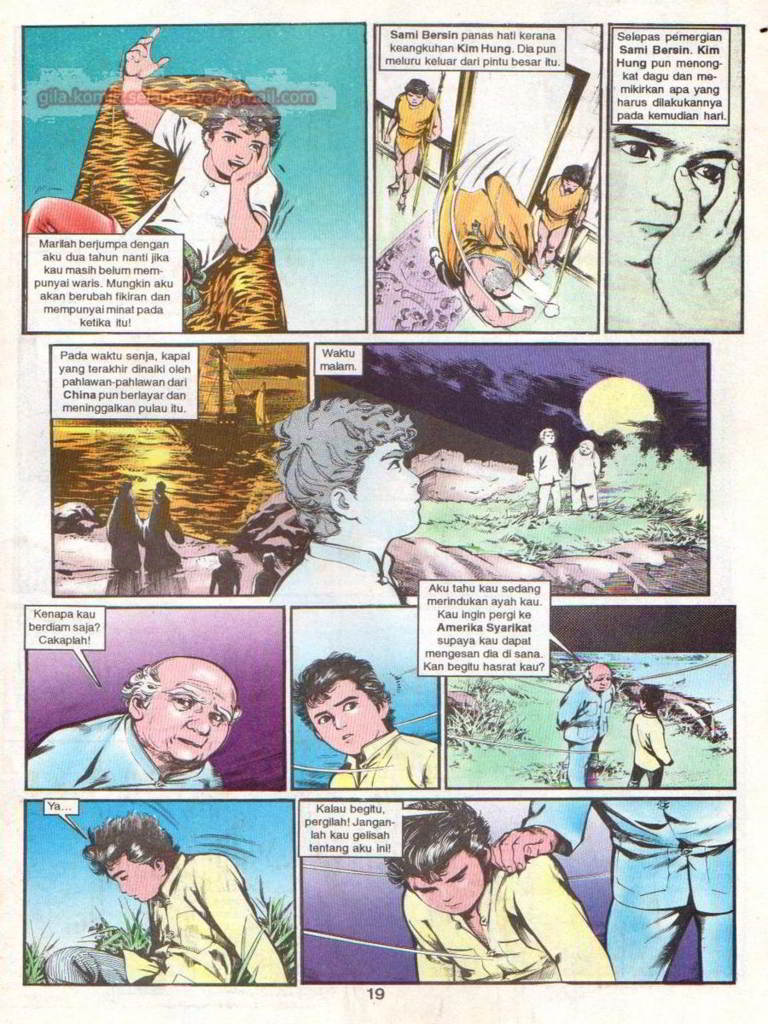 gila.komik.semasaya@gmail.com
Marilah berjumpa dengan
aku dua tahun nanti jika
kau masih belum mem-
punyai waris. Mungkin aku
akan berubah fikiran dan
mempunyai minat pada
ketika itu!
Sami Bersin panas hati kerana
keangkuhan Kim Hung. Dia pun
meluru keluar dari pintu besar itu.
Selepas pemergian
Sami Bersin. Kim
Hung pun menong-
kat dagu dan me-
mikirkan apa yang
harus dilakukannya
pada kemudian hari.
Pada waktu senja, kapal
yang terakhir dinaiki oleh
pahlawan-pahlawan dari
China pun berlayar dan
meninggalkan pulau itu.
Waktu
malam.
Kenapa kau
berdiam saja?
Cakaplah!
Aku tahu kau sedang
merindukan ayah kau.
Kau ingin pergi ke
Amerika Syarikat
supaya kau dapat
mengesan dia di sana.
Kan begitu hasrat kau?
Ya...
Kalau begitu,
pergilah! Jangan-
lah kau gelisah
tentang aku ini!
19